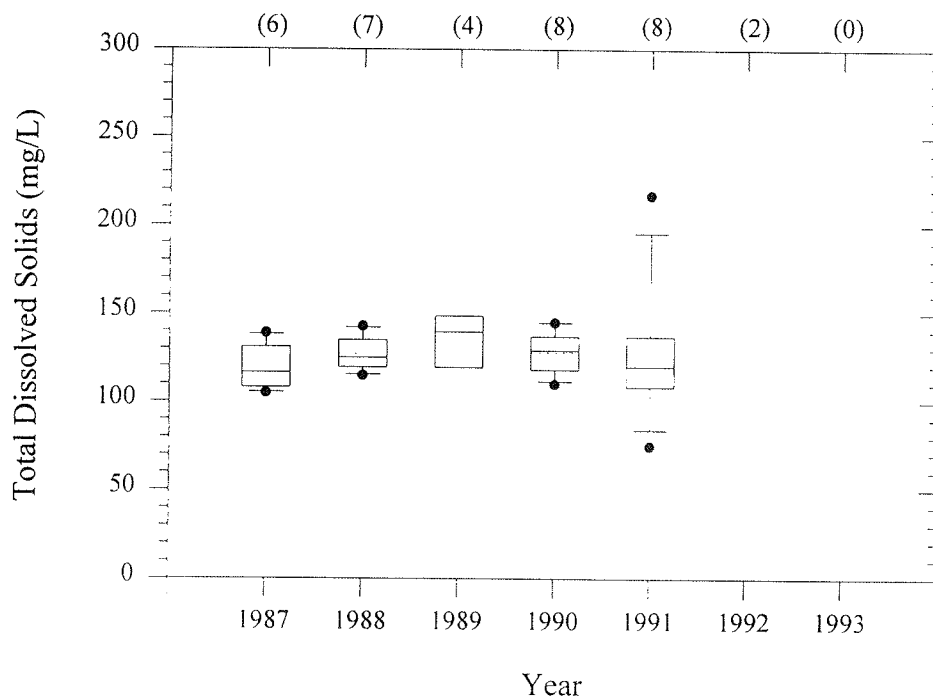 (6) (7) (4) (8) (8) (2) (0)
300
250
200
150
100
50
0
Total Dissolved Solids (mg/L)
1987 1988 1989 1990 1991 1992 1993
Year